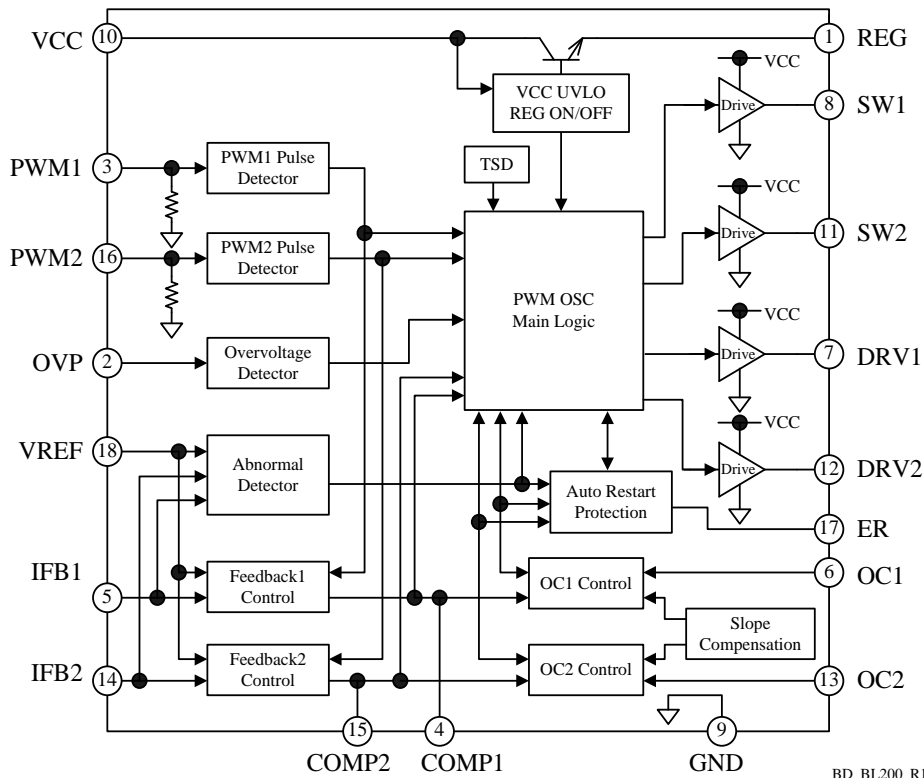 VCC
10
1
REG
VCC UVLO
REG ON/OFF
VCC
Drive
8
SW1
PWM1
3
PWM1 Pulse
Detector
TSD
VCC
Drive
11
SW2
PWM2
16
PWM2 Pulse
Detector
PWM OSC
Main Logic
OVP
2
Overvoltage
Detector
VCC
Drive
7
DRV1
VREF
18
Abnormal
Detector
VCC
Drive
12
DRV2
Auto Restart
Protection
17
ER
IFB1
5
Feedback1
Control
OC1 Control
6
OC1
Slope
Compensation
IFB2
14
Feedback2
Control
OC2 Control
13
OC2
15
4
9
COMP2
COMP1
GND